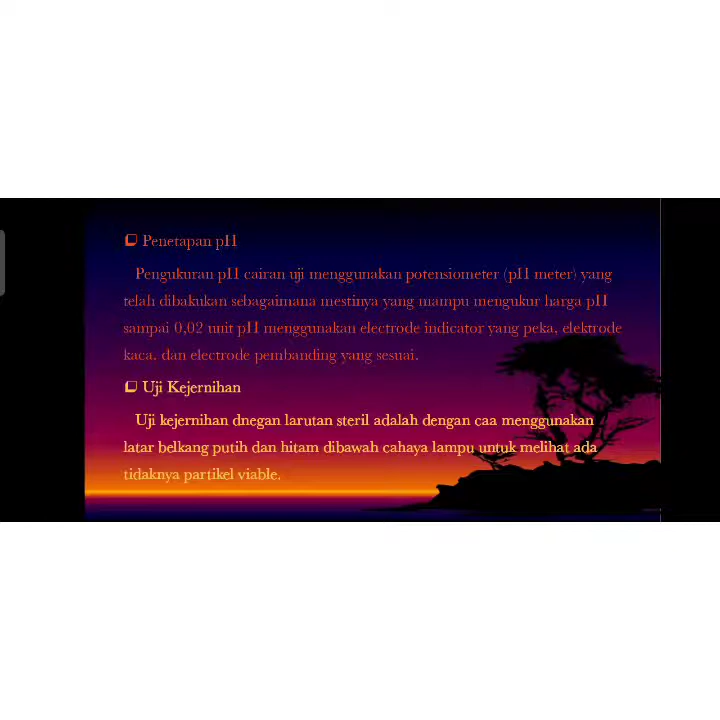 ❑ Penetapan pH
Pengukuran pH cairan uji menggunakan potensiometer (pH meter) yang
telah dibakukan sebagaimana mestinya yang mampu mengukur harga pH
sampai 0,02 unit pH menggunakan electrode indicator yang peka, elektrode
kaca, dan electrode pembanding yang sesuai.
❑ Uji Kejernihan
Uji kejernihan dnegan larutan steril adalah dengan caa menggunakan
latar belkang putih dan hitam dibawah cahaya lampu untuk melihat ada
tidaknya partikel viable.